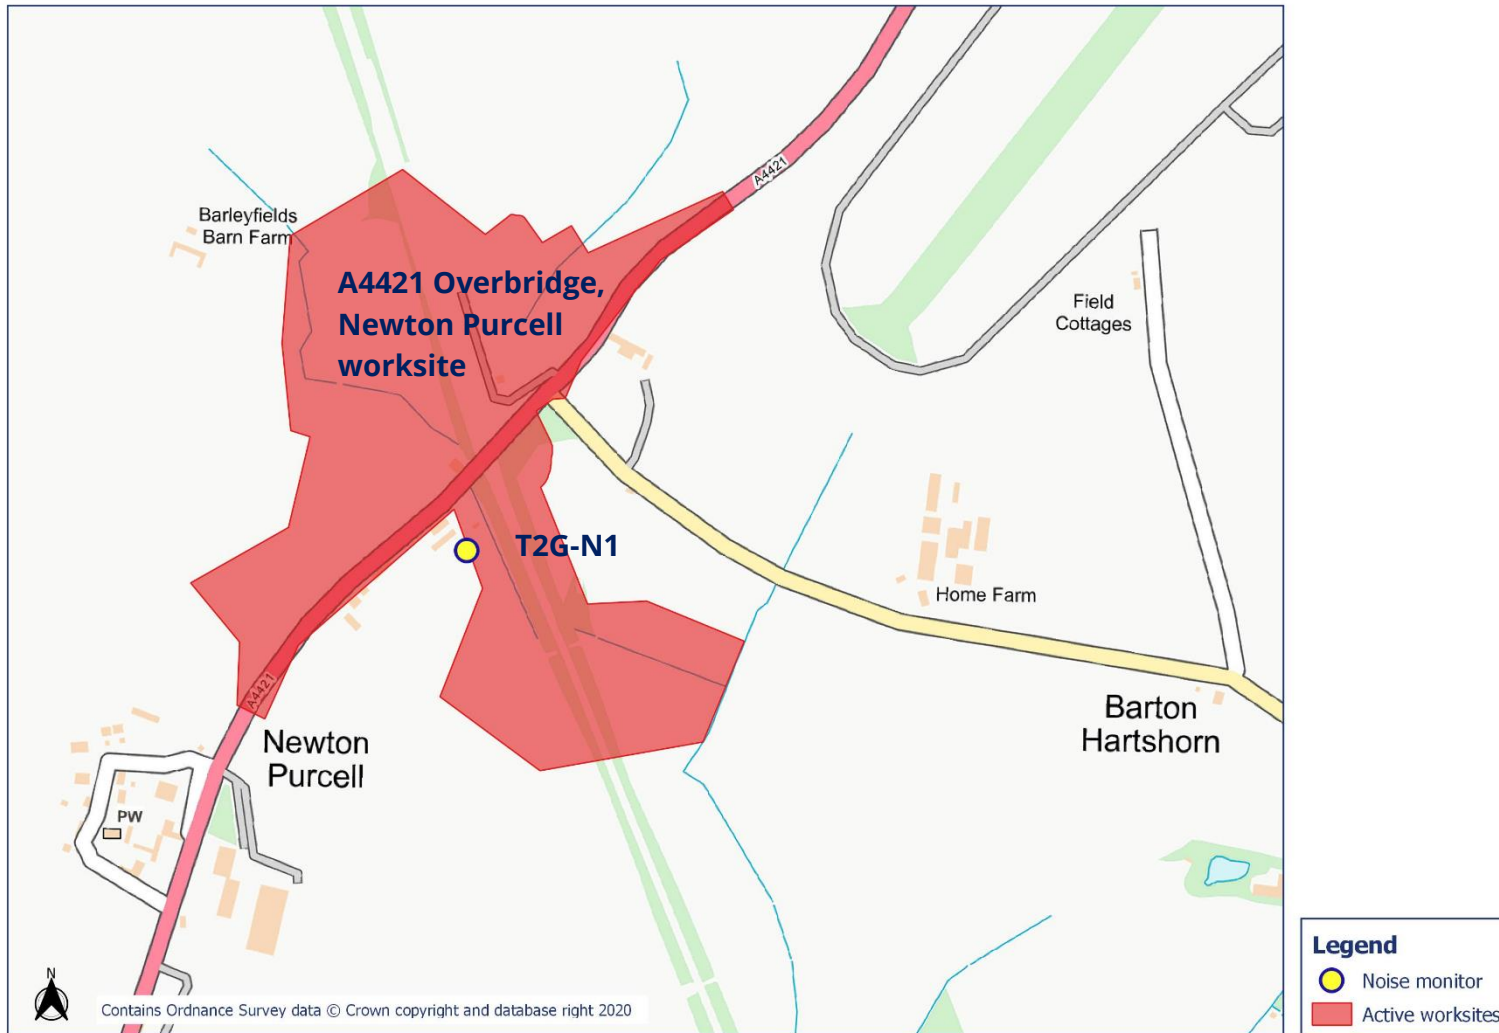 A4421
Barleyfields
Barn Farm
A4421 Overbridge,
Newton Purcell
worksite
Field
Cottages
T2G-N1
Home Farm
A4421
Barton
Hartshorn
Newton
Purcell
PW
N
Contains Ordnance Survey data © Crown copyright and database right 2020
Legend
Noise monitor
Active worksites